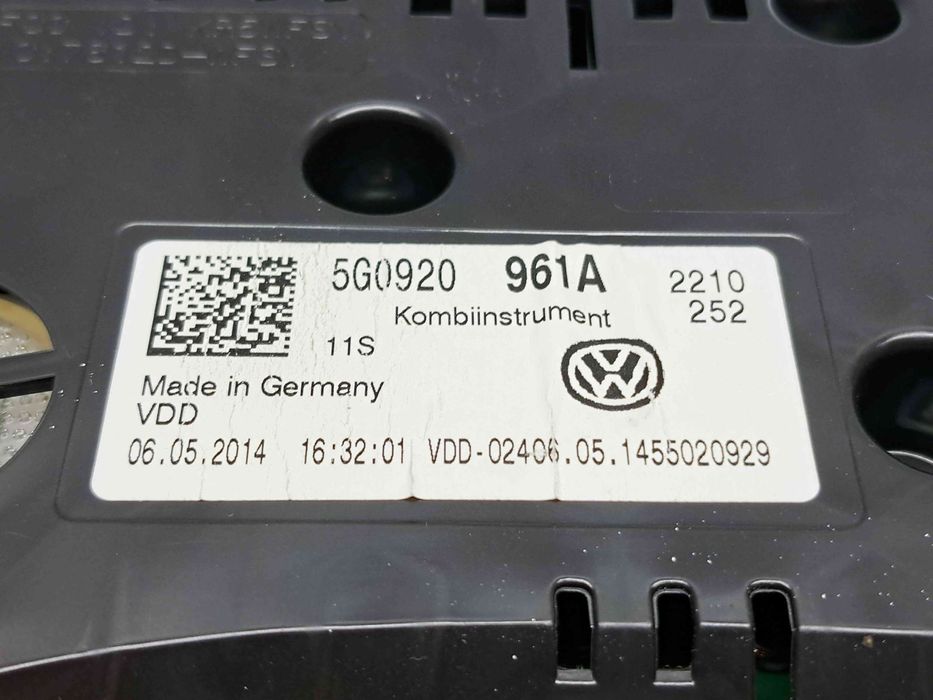 5G0920 961A 2210
Kombiinstrument 252
11S
Made in Germany
VDD
06.05.2014 16:32:01 VDD-02406.05.1455020929